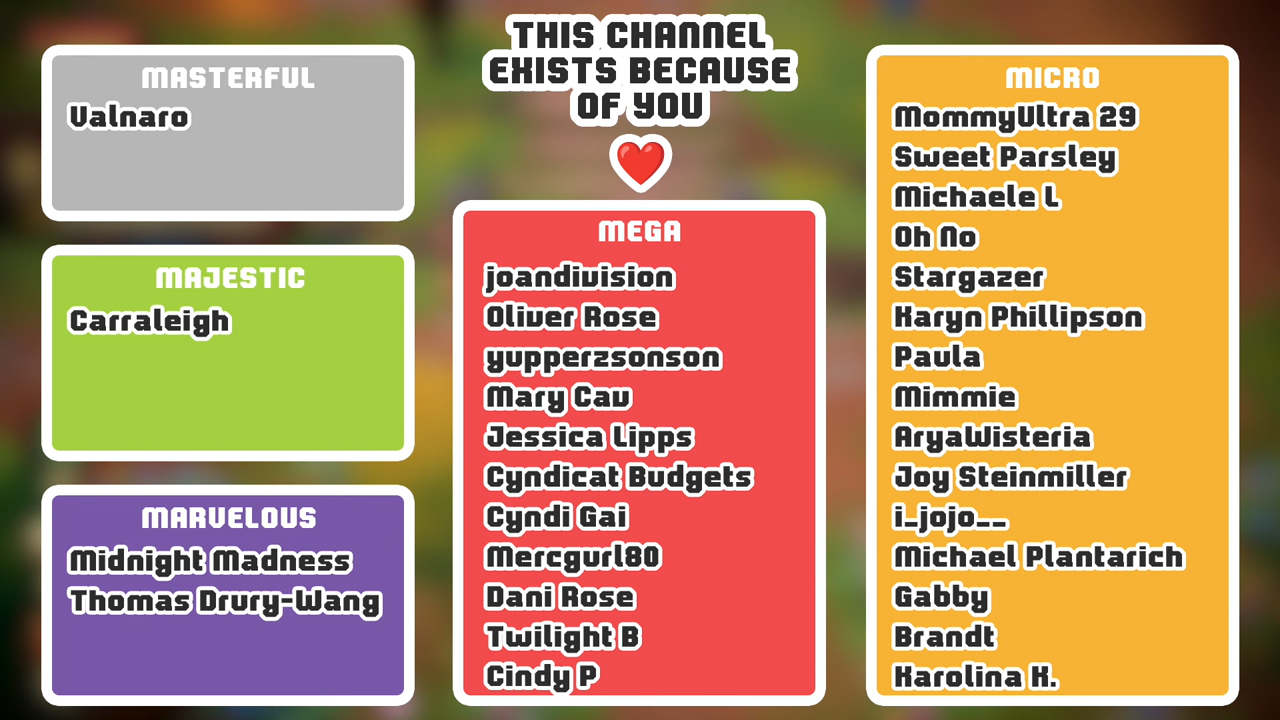 THIS CHANNEL
EXISTS BECAUSE
OF YOU
MASTERFUL
Valnaro
MAJESTIC
Carraleigh
MARVELOUS
Midnight Madness
Thomas Drury-Wang
MEGA
joandivision
Oliver Rose
yupperzsonson
Mary Cav
Jessica Lipps
Cyndicat Budgets
Cyndi Gai
Mercgurl80
Dani Rose
Twilight B
Cindy P
MICRO
MommyUltra 29
Sweet Parsley
Michaele L
Oh No
Stargazer
Karyn Phillipson
Paula
Mimmie
AryaWisteria
Joy Steinmiller
i_jojo__
Michael Plantarich
Gabby
Brandt
Karolina K.